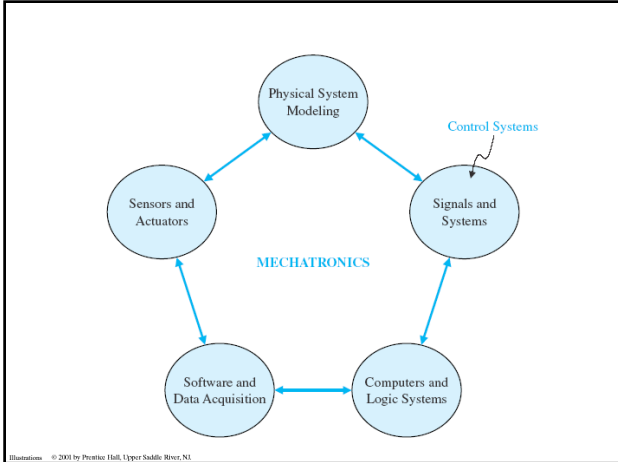 Physical System
Modeling
Control Systems
Sensors and
Actuators
Signals and
Systems
MECHATRONICS
Software and
Data Acquisition
Computers and
Logic Systems
Illustrations © 2001 by Prentice Hall, Upper Saddle River, NJ.